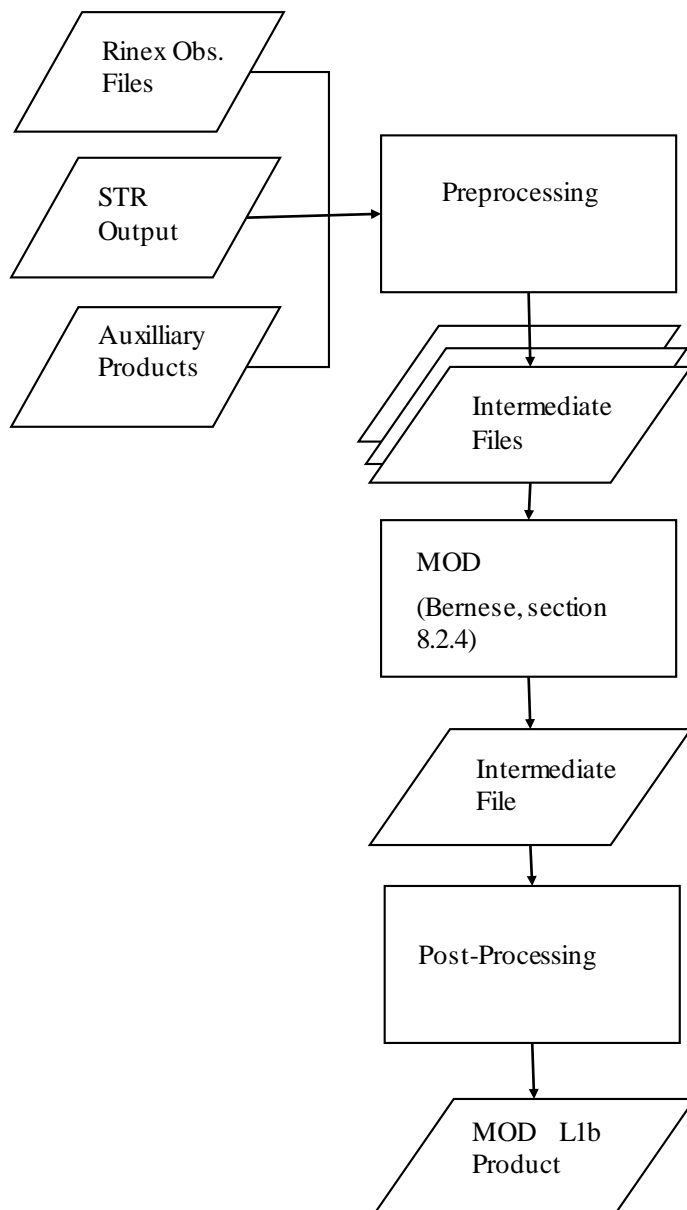 Rinex Obs.
Files
STR
Output
Auxilliary
Products
Preprocessing
Intermediate
Files
MOD
(Bernese, section
8.2.4)
Intermediate
File
Post-Processing
MOD L1b
Product